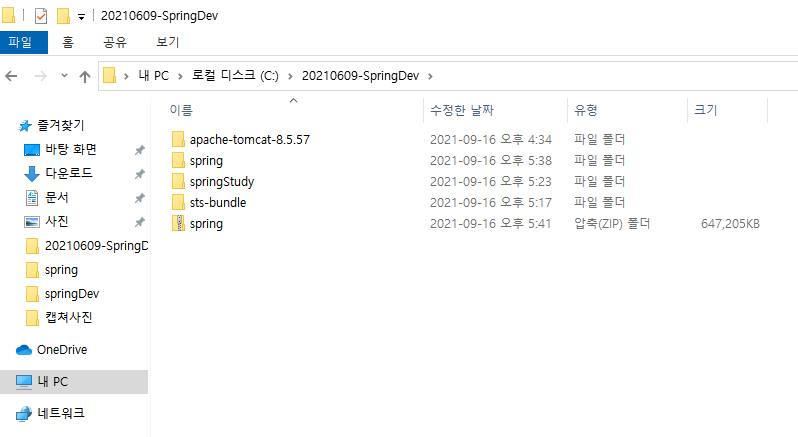 20210609-SpringDev
파일 홈 공유 보기
내 PC 로컬 디스크 (C:) 20210609-SpringDev
이름 수정한 날짜 유형 크기
즐겨찾기
바탕 화면
다운로드
문서
사진
20210609-SpringD
spring
springDev
캡쳐사진
OneDrive
내 PC
네트워크
apache-tomcat-8.5.57 2021-09-16 오후 4:34 파일 폴더
spring 2021-09-16 오후 5:38 파일 폴더
springStudy 2021-09-16 오후 5:23 파일 폴더
sts-bundle 2021-09-16 오후 5:17 파일 폴더
spring 2021-09-16 오후 5:41 압축(ZIP) 폴더 647,205KB